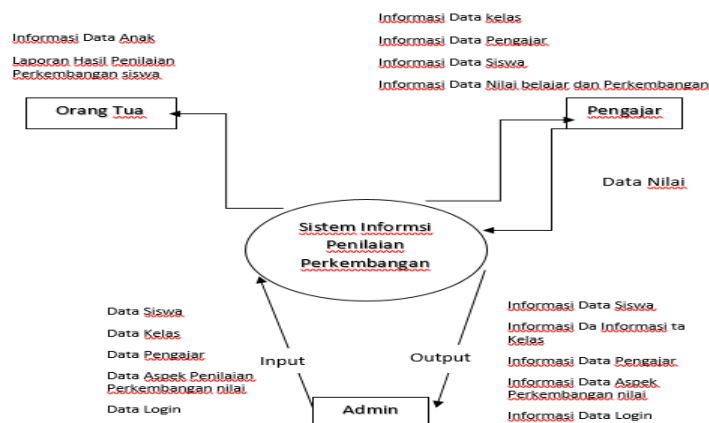 Informasi Data kelas
Informasi Data Anak
Informasi Data Pengajar
Laporan Hasil Penilaian
Perkembangan siswa
Informasi Data Siswa
Informasi Data Nilai belajar dan Perkembangan
Orang Tua
Pengajar
Data Nilai
Sistem Informsi
Penilaian
Perkembangan
Data Siswa
Data Kelas
Data Pengajar
Data Aspek Penilaian
Perkembangan nilai
Data Login
Input
Output
Informasi Data Siswa
Informasi Da Informasi ta
Kelas
Informasi Data Pengajar
Informasi Data Aspek
Perkembangan nilai
Informasi Data Login
Admin